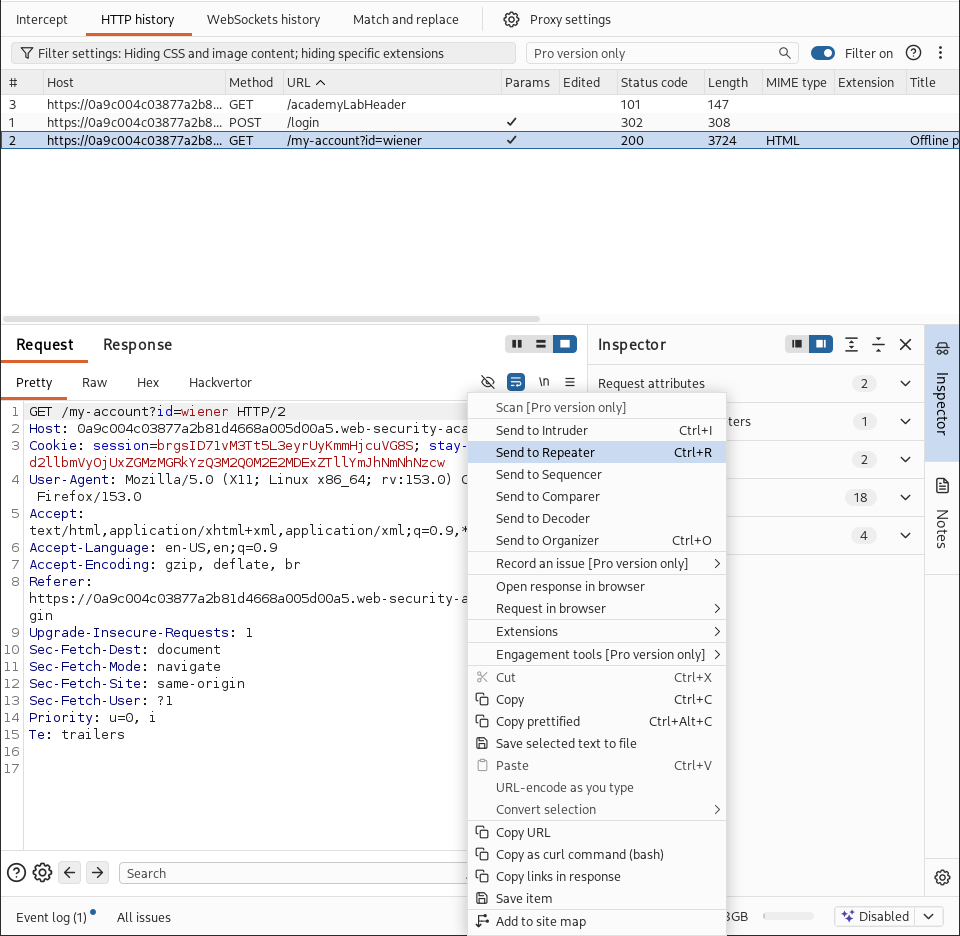 Intercept HTTP history WebSockets history Match and replace Proxy settings
Filter settings: Hiding CSS and image content; hiding specific extensions Pro version only Filter on
# Host Method URL Params Edited Status code Length MIME type Extension Title
3 https://0a9c004c03877a2b8... GET /academyLabHeader 101 147
1 https://0a9c004c03877a2b8... POST /login ✓ 302 308
2 https://0a9c004c03877a2b8... GET /my-account?id=wiener ✓ 200 3724 HTML Offline p
Request Response
Pretty Raw Hex Hackvertor \n
1 GET /my-account?id=wiener HTTP/2
2 Host: 0a9c004c03877a2b81d4668a005d00a5.web-security-aca
3 Cookie: session=brgsID71vM3Tt5L3eyrUyKmmHjcuVG8S; stay-
d2llbmVyOjUxZGMzMGRkYzQ3M2Q0M2E2MDExZTllYmJhNmNhNzcw
4 User-Agent: Mozilla/5.0 (X11; Linux x86_64; rv:153.0)
Firefox/153.0
5 Accept:
text/html,application/xhtml+xml,application/xml;q=0.9,*
6 Accept-Language: en-US,en;q=0.9
7 Accept-Encoding: gzip, deflate, br
8 Referer:
https://0a9c004c03877a2b81d4668a005d00a5.web-security-a
gin
9 Upgrade-Insecure-Requests: 1
10 Sec-Fetch-Dest: document
11 Sec-Fetch-Mode: navigate
12 Sec-Fetch-Site: same-origin
13 Sec-Fetch-User: ?1
14 Priority: u=0, i
15 Te: trailers
16
17
Search
Event log (1) All issues
Scan [Pro version only]
Send to Intruder Ctrl+I
Send to Repeater Ctrl+R
Send to Sequencer
Send to Comparer
Send to Decoder
Send to Organizer Ctrl+O
Record an issue [Pro version only]
Open response in browser
Request in browser
Extensions
Engagement tools [Pro version only]
Cut Ctrl+X
Copy Ctrl+C
Copy prettified Ctrl+Alt+C
Save selected text to file
Paste Ctrl+V
URL-encode as you type
Convert selection
Copy URL
Copy as curl command (bash)
Copy links in response
Save item
Add to site map
Inspector
Request attributes 2
ters 1
2
18
4
Inspector
Notes
GB Disabled